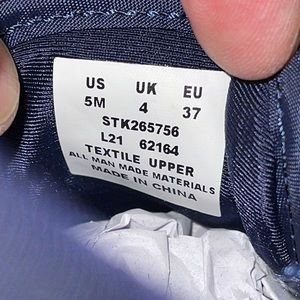 US UK EU
5M 4 37
STK265756
L21 62164
TEXTILE UPPER
ALL MAN MADE MATERIALS
MADE IN CHINA